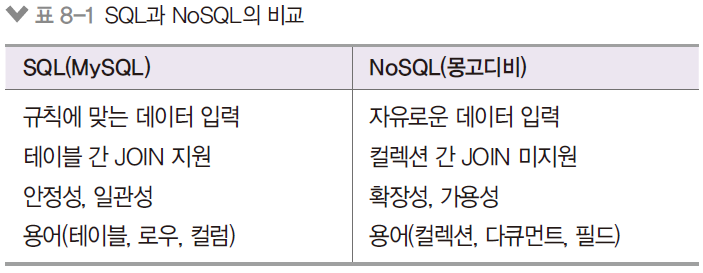 표 8-1 SQL과 NoSQL의 비교
SQL(MySQL) NoSQL(몽고디비)
규칙에 맞는 데이터 입력 자유로운 데이터 입력
테이블 간 JOIN 지원 컬렉션 간 JOIN 미지원
안정성, 일관성 확장성, 가용성
용어(테이블, 로우, 컬럼) 용어(컬렉션, 다큐먼트, 필드)